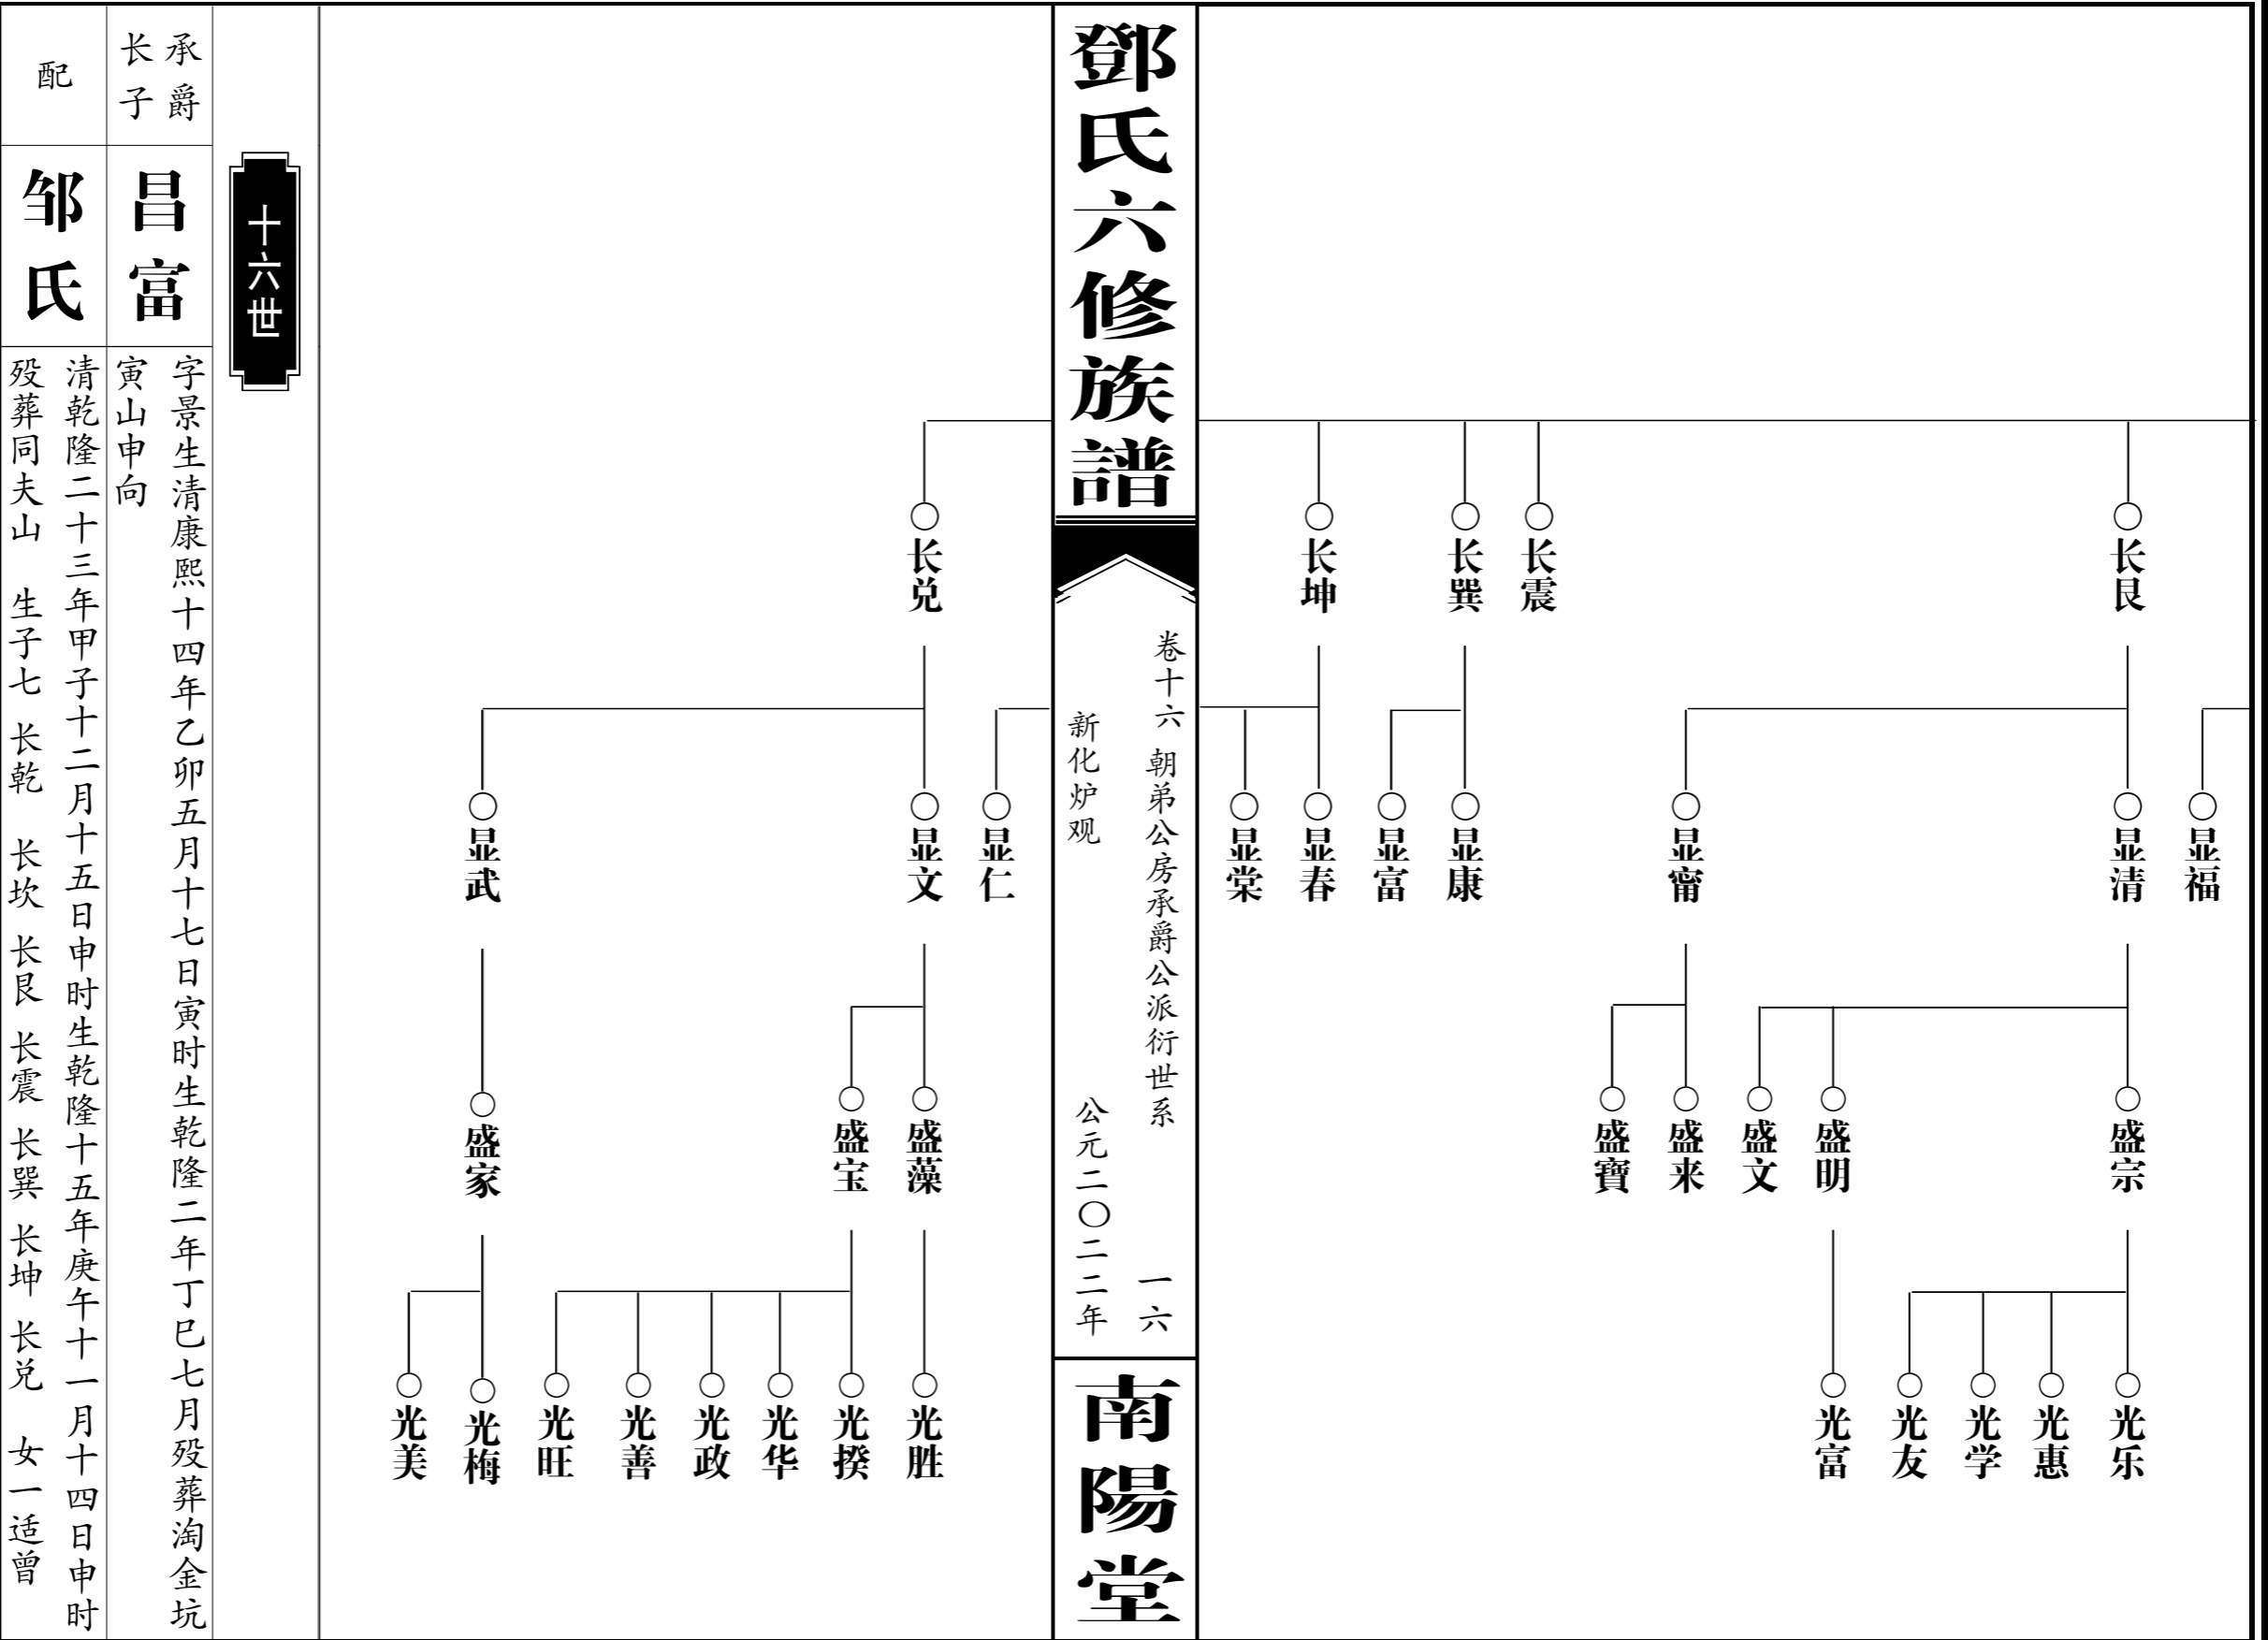 长艮
长震
长巽
长坤
显福
显清
显甯
显康
显富
显春
显棠
盛宗
盛明
盛文
盛来
盛寶
光乐
光惠
光学
光友
光富
鄧氏六修族譜
卷十六 朝弟公房承爵公派衍世系 一六
新化炉观 公元二〇二二年
南陽堂
长兑
显仁
显文
显武
盛藻
盛宝
盛家
光胜
光揆
光华
光政
光善
光旺
光梅
光美
十六世
承爵
长子
昌富
字景生清康熙十四年乙卯五月十七日寅时生乾隆二年丁巳七月殁葬淘金坑
寅山申向
配
邹氏
清乾隆二十三年甲子十二月十五日申时生乾隆十五年庚午十一月十四日申时
殁葬同夫山 生子七 长乾 长坎 长艮 长震 长巽 长坤 长兑 女一适曾